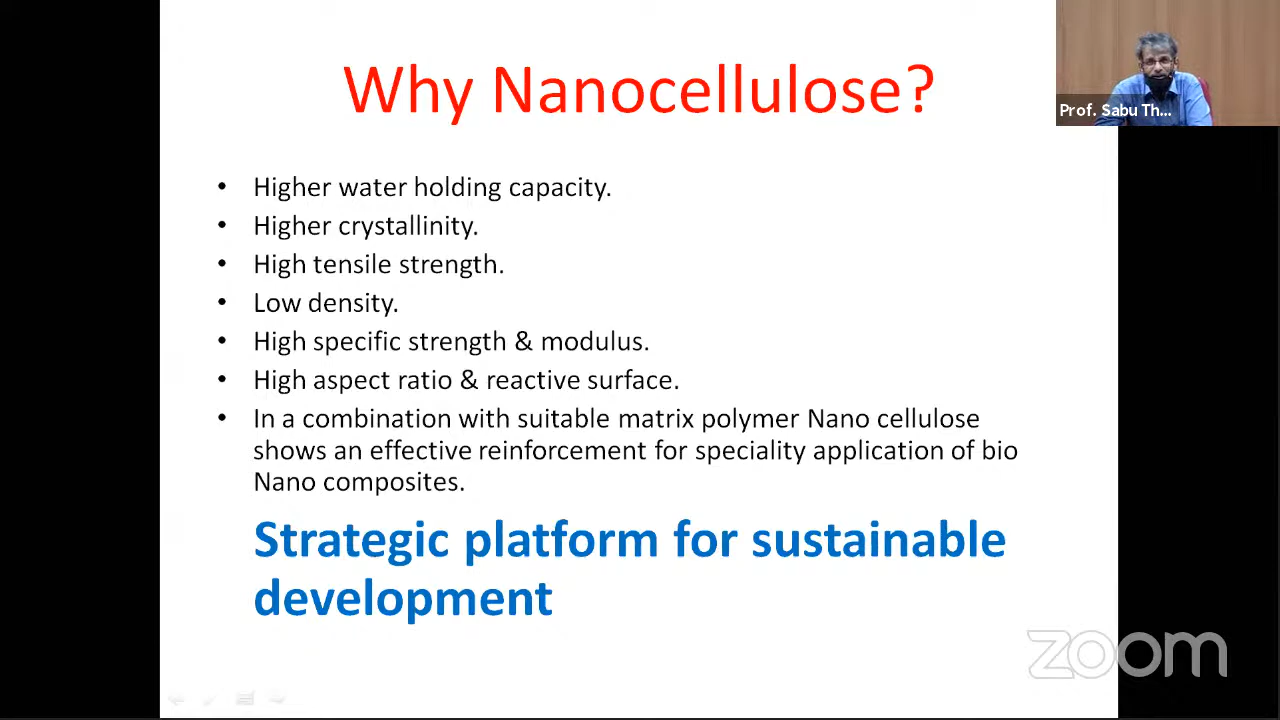 Why Nanocellulose?
Prof. Sabu Th...
• Higher water holding capacity.
• Higher crystallinity.
• High tensile strength.
• Low density.
• High specific strength & modulus.
• High aspect ratio & reactive surface.
• In a combination with suitable matrix polymer Nano cellulose
shows an effective reinforcement for speciality application of bio
Nano composites.
Strategic platform for sustainable
development
zoom